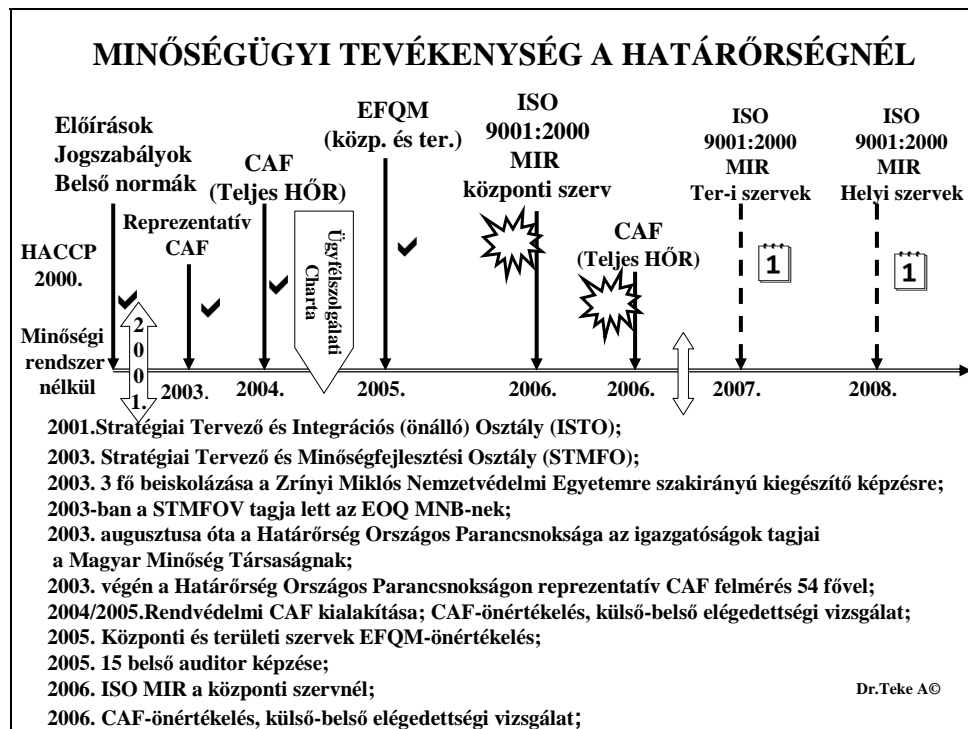 MINŐSÉGÜGYI TEVÉKENYSÉG A HATÁRŐRSÉGNÉL
Előírások
Jogszabályok
Belső normák
HACCP
2000.
Minőségi
rendszer
nélkül
2001.
Reprezentatív
CAF
CAF
(Teljes HŐR)
Ügyfélszolgálati
Charta
EFQM
(közp. és ter.)
ISO
9001:2000
MIR
központi szerv
CAF
(Teljes HŐR)
ISO
9001:2000
MIR
Ter-i szervek
1
ISO
9001:2000
MIR
Helyi szervek
1
2003.
2004.
2005.
2006.
2006.
2007.
2008.
2001.Stratégiai Tervező és Integrációs (önálló) Osztály (ISTO);
2003. Stratégiai Tervező és Minőségfejlesztési Osztály (STMFO);
2003. 3 fő beiskolázása a Zrínyi Miklós Nemzetvédelmi Egyetemre szakirányú kiegészítő képzésre;
2003-ban a STMFOV tagja lett az EOQ MNB-nek;
2003. augusztusa óta a Határőrség Országos Parancsnoksága az igazgatóságok tagjai
a Magyar Minőség Társaságnak;
2003. végén a Határőrség Országos Parancsnokságon reprezentatív CAF felmérés 54 fővel;
2004/2005.Rendvédelmi CAF kialakítása; CAF-önértékelés, külső-belső elégedettségi vizsgálat;
2005. Központi és területi szervek EFQM-önértékelés;
2005. 15 belső auditor képzése;
2006. ISO MIR a központi szervnél;
Dr.Teke A©
2006. CAF-önértékelés, külső-belső elégedettségi vizsgálat;